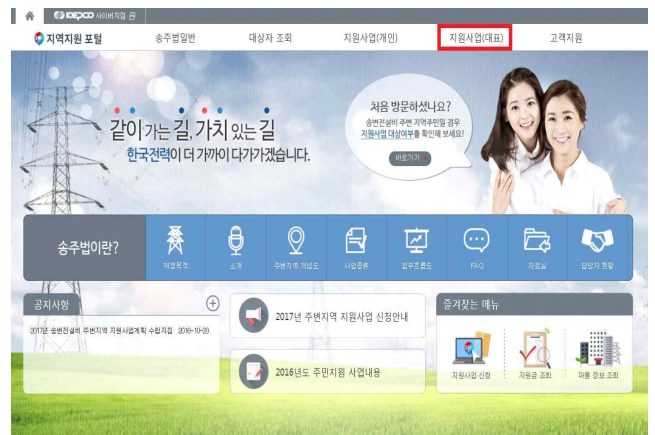 KEPCO 사이버지점
지역지원 포털
송주법일반
대상자 조회
지원사업(개인)
지원사업(대표)
고객지원
같이 가는 길, 가치 있는 길
한국전력이 더 가까이 다가가겠습니다.
처음 방문하셨나요?
송변전설비 주변 지역주민일 경우
지원사업 대상여부를 확인해 보세요!
바로가기
송주법이란?
제정목적
소개
주변지역 개념도
사업종류
업무흐름도
FAQ
자료실
담당자 현황
공지사항
2017년 송변전설비 주변지역 지원사업계획 수립지침 2016-10-20
2017년 주변지역 지원사업 신청안내
2016년도 주민지원 사업내용
즐겨찾는 메뉴
지원사업 신청
지원금 조회
마을 정보 조회